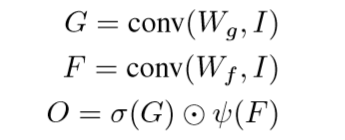 G = conv(W_g, I)
F = conv(W_f, I)
O = σ(G) ⊙ ψ(F)